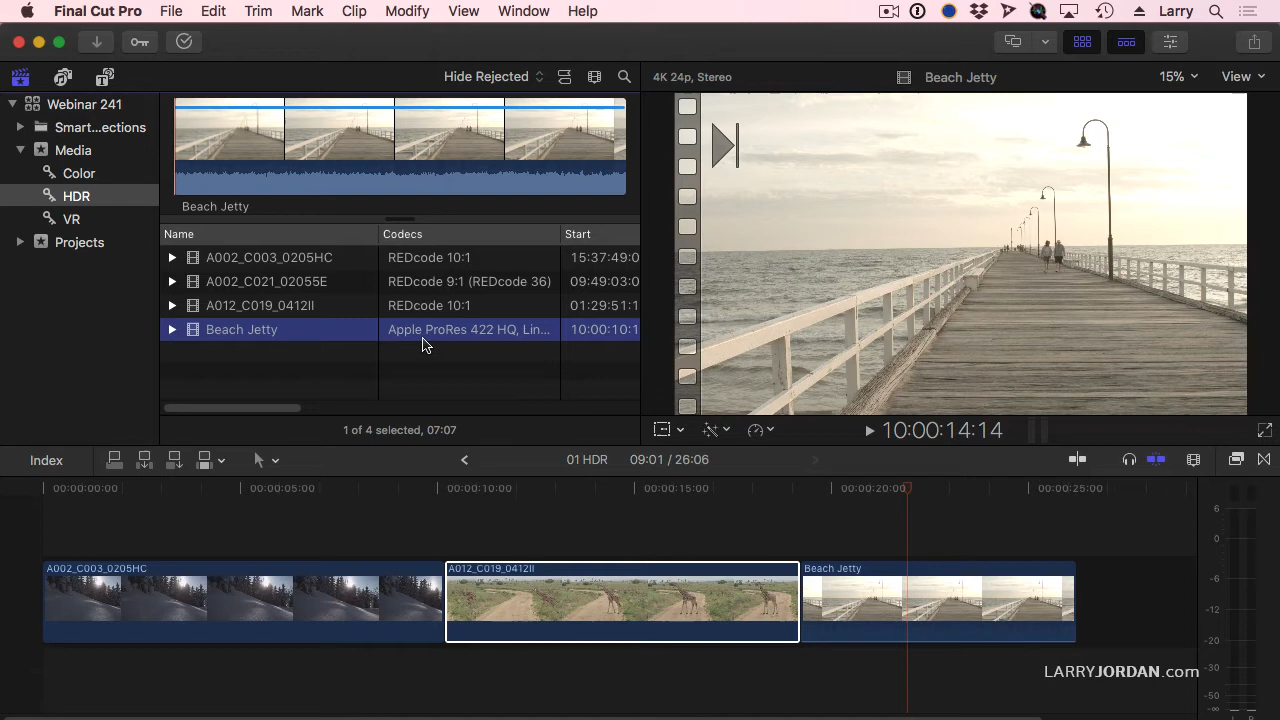 Final Cut Pro File Edit Trim Mark Clip Modify View Window Help Larry
Hide Rejected 4K 24p, Stereo Beach Jetty 15% View
Webinar 241
Smart...ections
Media
Color
HDR
VR
Projects
Beach Jetty
Name Codecs Start
A002_C003_0205HC REDcode 10:1 15:37:49:0
A002_C021_02055E REDcode 9:1 (REDcode 36) 09:49:03:0
A012_C019_0412II REDcode 10:1 01:29:51:1
Beach Jetty Apple ProRes 422 HQ, Lin... 10:00:10:1
1 of 4 selected, 07:07
10:00:14:14
Index 01 HDR 09:01 / 26:06
00:00:00:00 00:00:05:00 00:00:10:00 00:00:15:00 00:00:20:00 00:00:25:00
6
0
-6
-12
-20
-30
-50
-∞
A002_C003_0205HC A012_C019_0412II Beach Jetty
LARRYJORDAN.com